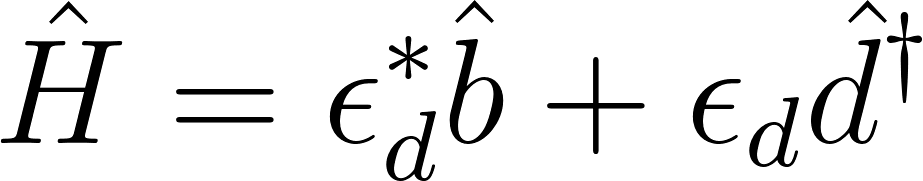 Ĥ = ϵ_d^* b̂ + ϵ_d d̂^†